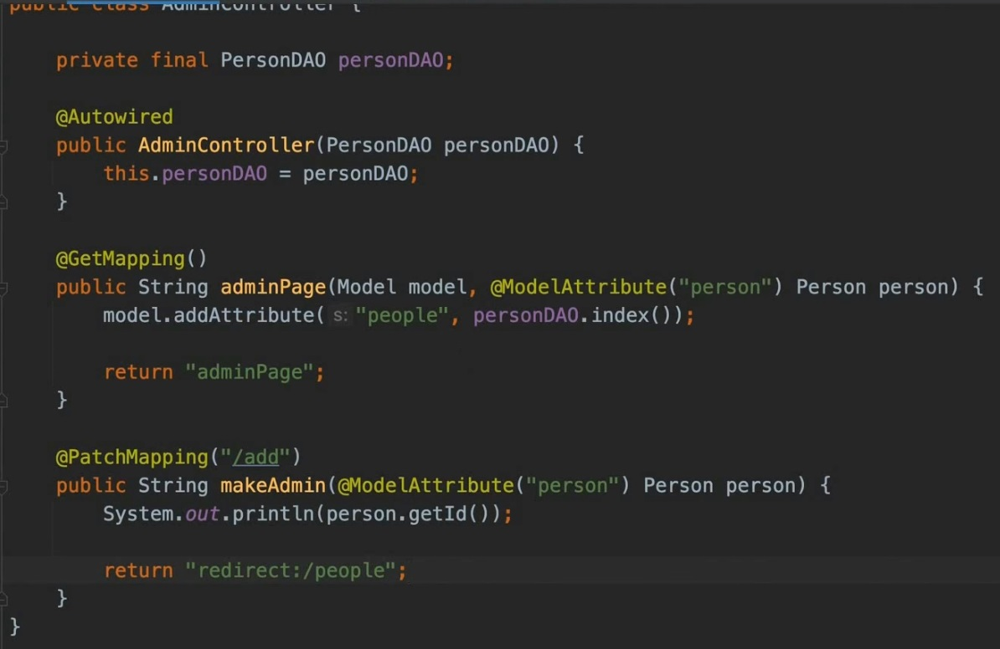 public class AdminController {
private final PersonDAO personDAO;
@Autowired
public AdminController(PersonDAO personDAO) {
this.personDAO = personDAO;
}
@GetMapping()
public String adminPage(Model model, @ModelAttribute("person") Person person) {
model.addAttribute( s: "people", personDAO.index());
return "adminPage";
}
@PatchMapping("/add")
public String makeAdmin(@ModelAttribute("person") Person person) {
System.out.println(person.getId());
return "redirect:/people";
}
}